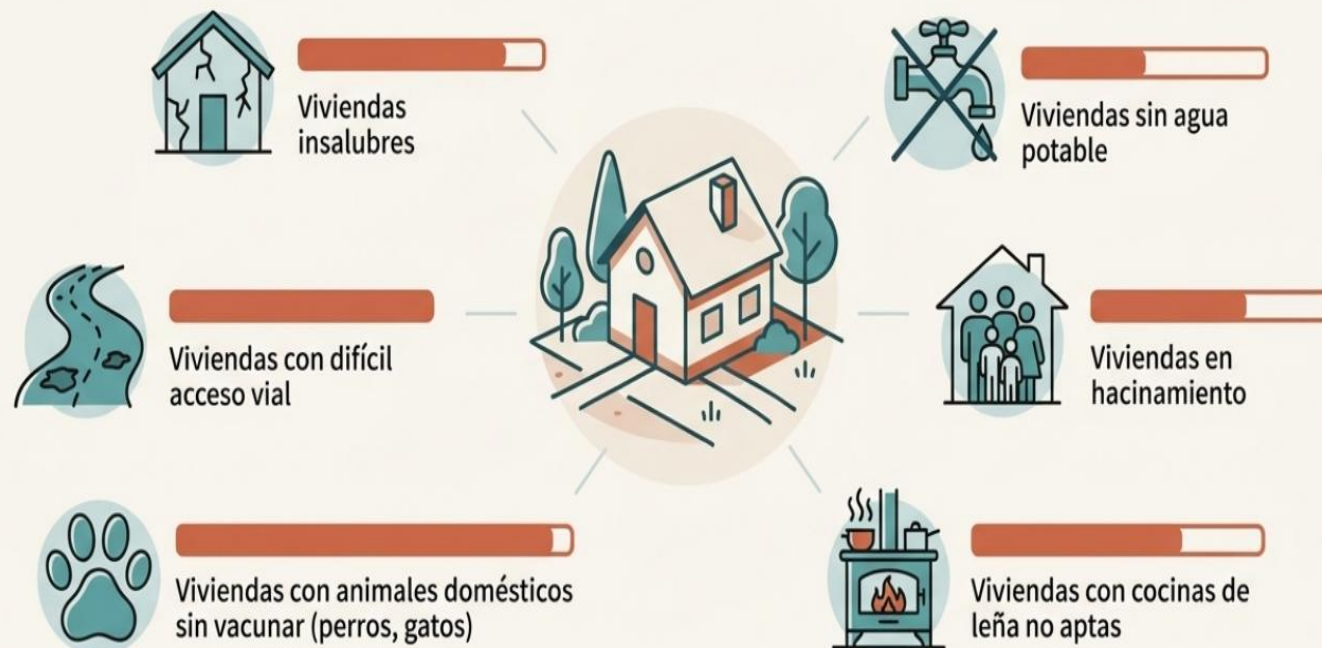 Viviendas
insalubres
Viviendas sin agua
potable
Viviendas con difícil
acceso vial
Viviendas en
hacinamiento
Viviendas con animales domésticos
sin vacunar (perros, gatos)
Viviendas con cocinas de
leña no aptas